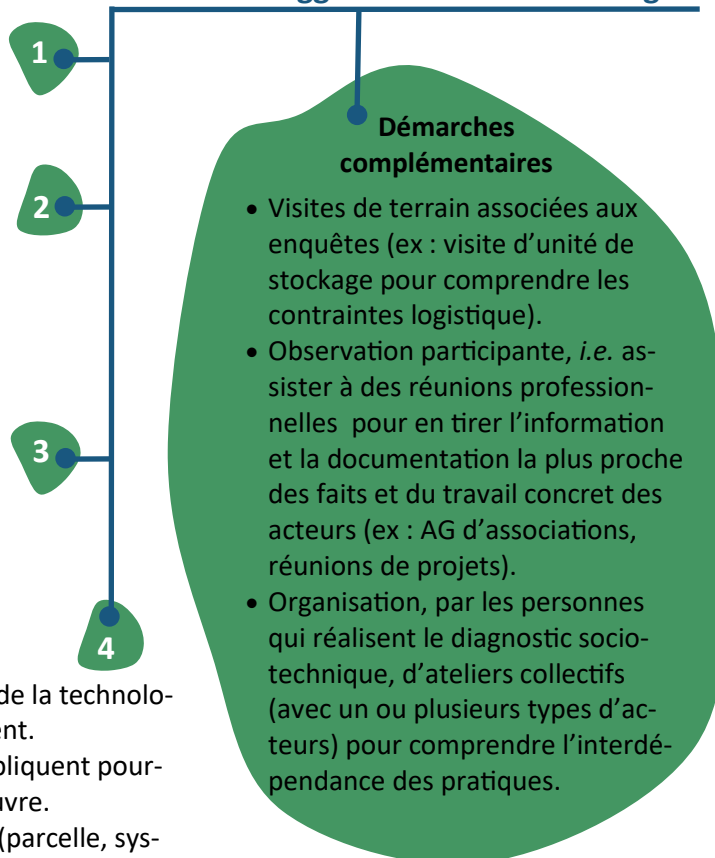 1
2
3
4
Démarches
complémentaires
• Visites de terrain associées aux
enquêtes (ex : visite d’unité de
stockage pour comprendre les
contraintes logistique).
• Observation participante, i.e. as-
sister à des réunions profession-
nelles pour en tirer l’information
et la documentation la plus proche
des faits et du travail concret des
acteurs (ex : AG d’associations,
réunions de projets).
• Organisation, par les personnes
qui réalisent le diagnostic socio-
technique, d’ateliers collectifs
(avec un ou plusieurs types d’ac-
teurs) pour comprendre l’interdé-
pendance des pratiques.
de la technolo-
ent.
pliquent pour-
uvre.
(parcelle, sys-